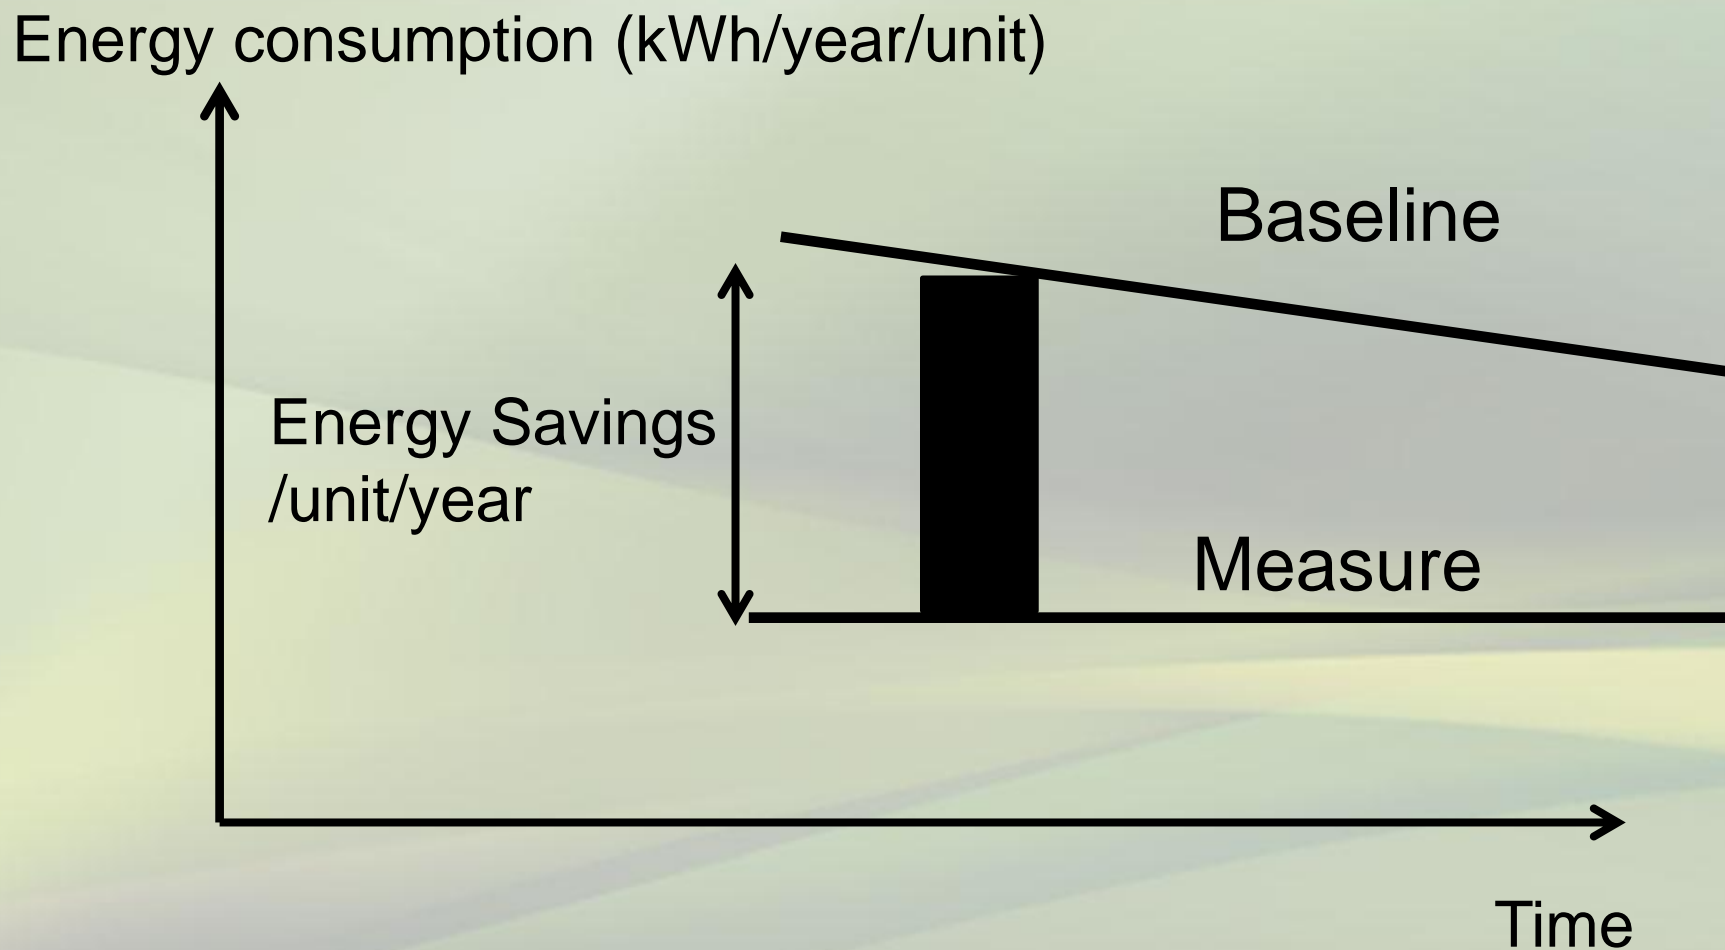 Energy consumption (kWh/year/unit)
Baseline
Energy Savings
/unit/year
Measure
Time